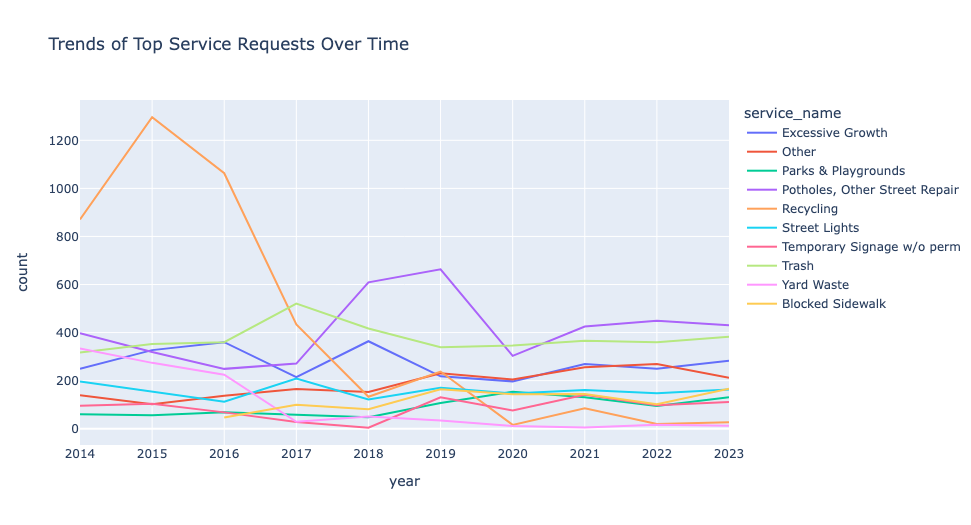 Trends of Top Service Requests Over Time
service_name
Excessive Growth
Other
Parks & Playgrounds
Potholes, Other Street Repair
Recycling
Street Lights
Temporary Signage w/o perm
Trash
Yard Waste
Blocked Sidewalk
count
1200
1000
800
600
400
200
0
2014 2015 2016 2017 2018 2019 2020 2021 2022 2023
year